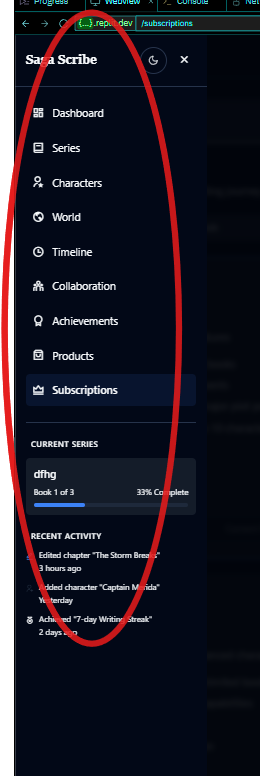 Progress
Webview
Console
Net
{...}.repl.dev
/subscriptions
Saga Scribe
Dashboard
Series
Characters
World
Timeline
Collaboration
Achievements
Products
Subscriptions
CURRENT SERIES
dfhg
Book 1 of 3
33% Complete
RECENT ACTIVITY
Edited chapter "The Storm Breaks"
3 hours ago
Added character "Captain Merida"
Yesterday
Achieved "7-day Writing Streak"
2 days ago